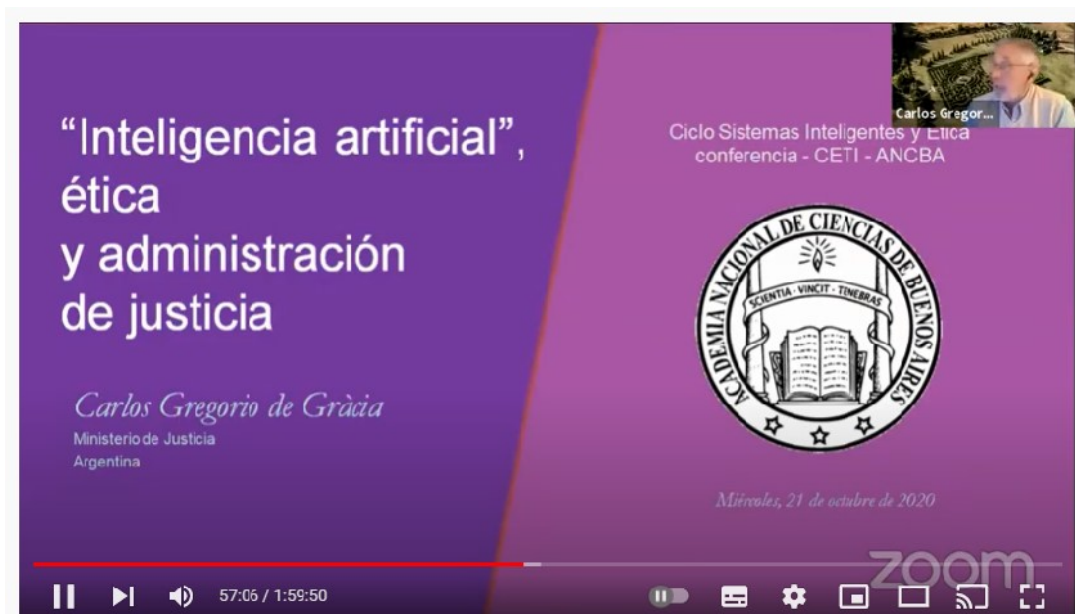 “Inteligencia artificial”,
ética
y administración
de justicia
Carlos Gregorio de Gràcia
Ministerio de Justicia
Argentina
Carlos Gregor...
Ciclo Sistemas Inteligentes y Etica
conferencia - CETI - ANCBA
ACADEMIA NACIONAL DE CIENCIAS DE BUENOS AIRES
SCIENTIA · VINCIT · TENEBRAS
Miércoles, 21 de octubre de 2020
zoom
57:06 / 1:59:50